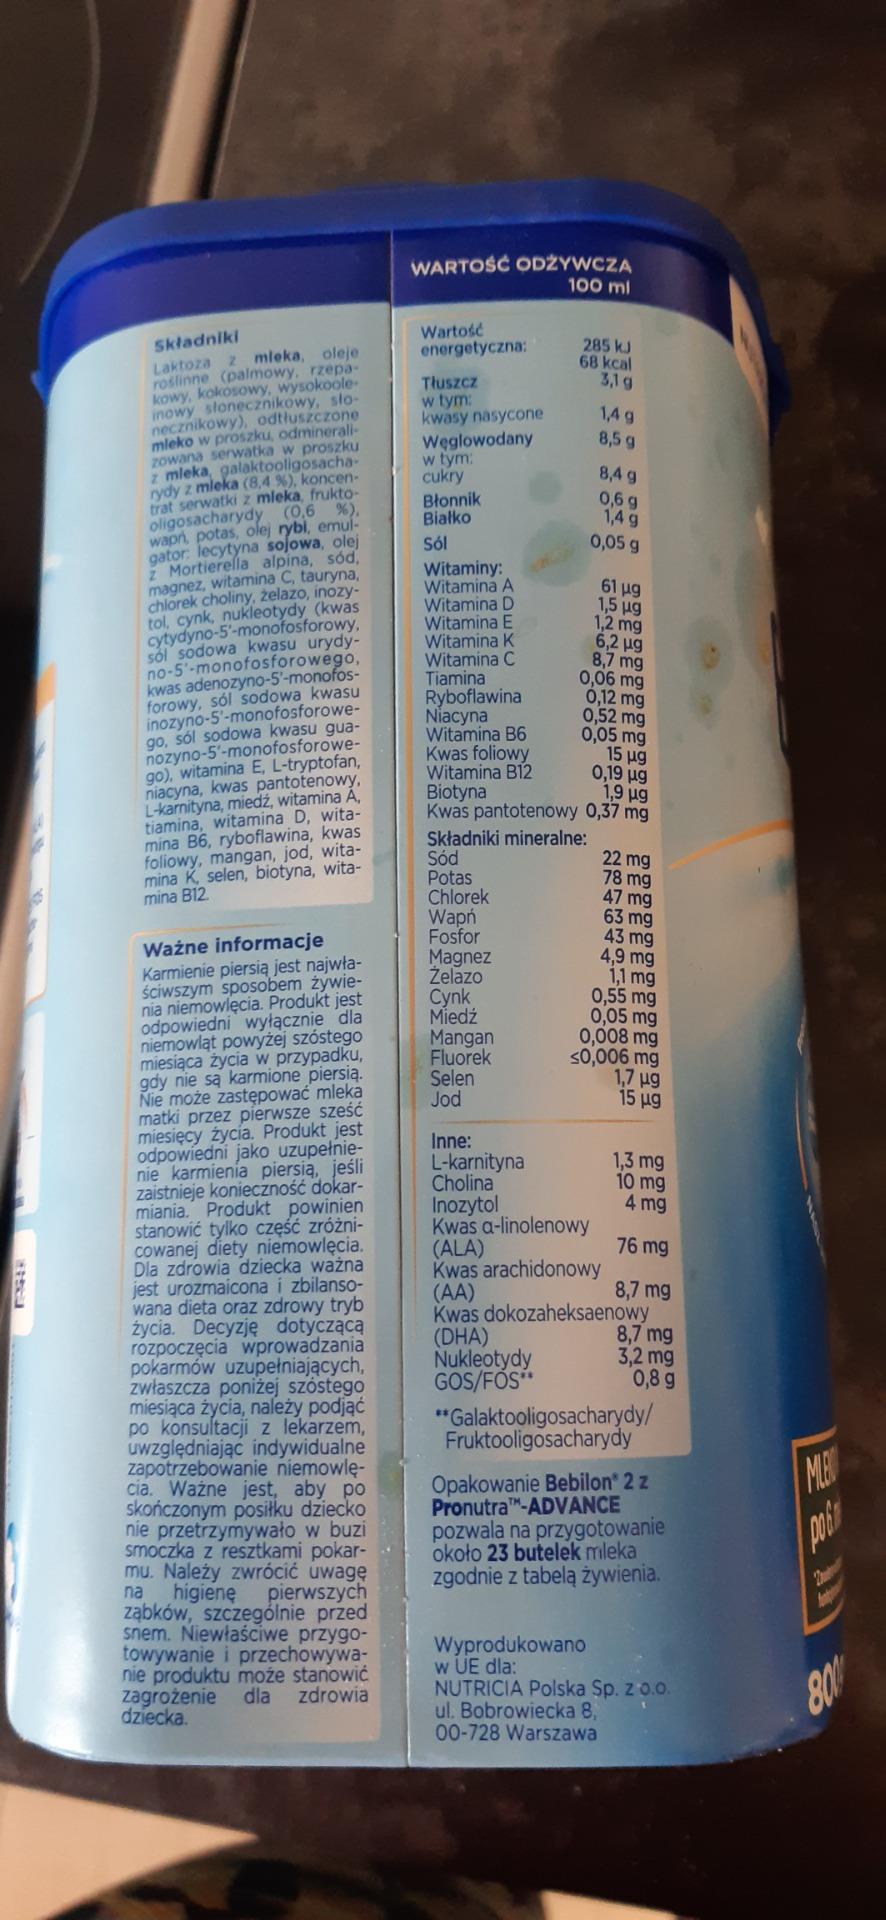 Składniki
Laktoza z mleka, oleje
roślinne (palmowy, rzepa-
kowy, kokosowy, wysokoole-
inowy słonecznikowy, sło-
necznikowy), odtłuszczone
mleko w proszku, odminerali-
zowana serwatka w proszku
z mleka, galaktooligosacha-
rydy z mleka (8,4 %), koncen-
trat serwatki z mleka, frukto-
oligosacharydy (0,6 %),
wapń, potas, olej rybi, emul-
gator: lecytyna sojowa, olej
z Mortierella alpina, sód,
magnez, witamina C, tauryna,
chlorek choliny, żelazo, inozy-
tol, cynk, nukleotydy (kwas
cytydyno-5'-monofosforowy,
sól sodowa kwasu urydy-
no-5'-monofosforowego,
kwas adenozyno-5'-monofos-
forowy, sól sodowa kwasu
inozyno-5'-monofosforowe-
go, sól sodowa kwasu gua-
nozyno-5'-monofosforowe-
go), witamina E, L-tryptofan,
niacyna, kwas pantotenowy,
L-karnityna, miedź, witamina A,
tiamina, witamina D, wita-
mina B6, ryboflawina, kwas
foliowy, mangan, jod, wita-
mina K, selen, biotyna, wita-
mina B12.
Ważne informacje
Karmienie piersią jest najwła-
ściwszym sposobem żywie-
nia niemowlęcia. Produkt jest
odpowiedni wyłącznie dla
niemowląt powyżej szóstego
miesiąca życia w przypadku,
gdy nie są karmione piersią.
Nie może zastępować mleka
matki przez pierwsze sześć
miesięcy życia. Produkt jest
odpowiedni jako uzupełnie-
nie karmienia piersią, jeśli
zaistnieje konieczność dokar-
miania. Produkt powinien
stanowić tylko część zróżni-
cowanej diety niemowlęcia.
Dla zdrowia dziecka ważna
jest urozmaicona i zbilanso-
wana dieta oraz zdrowy tryb
życia. Decyzję dotyczącą
rozpoczęcia wprowadzania
pokarmów uzupełniających,
zwłaszcza poniżej szóstego
miesiąca życia, należy podjąć
po konsultacji z lekarzem,
uwzględniając indywidualne
zapotrzebowanie niemowlę-
cia. Ważne jest, aby po
skończonym posiłku dziecko
nie przetrzymywało w buzi
smoczka z resztkami pokar-
mu. Należy zwrócić uwagę
na higienę pierwszych
ząbków, szczególnie przed
snem. Niewłaściwe przygo-
towywanie i przechowywa-
nie produktu może stanowić
zagrożenie dla zdrowia
dziecka.
WARTOŚĆ ODŻYWCZA
100 ml
Wartość
energetyczna: 285 kJ
68 kcal
Tłuszcz 3,1 g
w tym:
kwasy nasycone 1,4 g
Węglowodany 8,5 g
w tym:
cukry 8,4 g
Błonnik 0,6 g
Białko 1,4 g
Sól 0,05 g
Witaminy:
Witamina A 61 µg
Witamina D 1,5 µg
Witamina E 1,2 mg
Witamina K 6,2 µg
Witamina C 8,7 mg
Tiamina 0,06 mg
Ryboflawina 0,12 mg
Niacyna 0,52 mg
Witamina B6 0,05 mg
Kwas foliowy 15 µg
Witamina B12 0,19 µg
Biotyna 1,9 µg
Kwas pantotenowy 0,37 mg
Składniki mineralne:
Sód 22 mg
Potas 78 mg
Chlorek 47 mg
Wapń 63 mg
Fosfor 43 mg
Magnez 4,9 mg
Żelazo 1,1 mg
Cynk 0,55 mg
Miedź 0,05 mg
Mangan 0,008 mg
Fluorek ≤0,006 mg
Selen 1,7 µg
Jod 15 µg
Inne:
L-karnityna 1,3 mg
Cholina 10 mg
Inozytol 4 mg
Kwas α-linolenowy
(ALA) 76 mg
Kwas arachidonowy
(AA) 8,7 mg
Kwas dokozaheksaenowy
(DHA) 8,7 mg
Nukleotydy 3,2 mg
GOS/FOS** 0,8 g
**Galaktooligosacharydy/
Fruktooligosacharydy
Opakowanie Bebilon® 2 z
Pronutra™-ADVANCE
pozwala na przygotowanie
około 23 butelek mleka
zgodnie z tabelą żywienia.
Wyprodukowano
w UE dla:
NUTRICIA Polska Sp. z o.o.
ul. Bobrowiecka 8,
00-728 Warszawa
po 6.
800